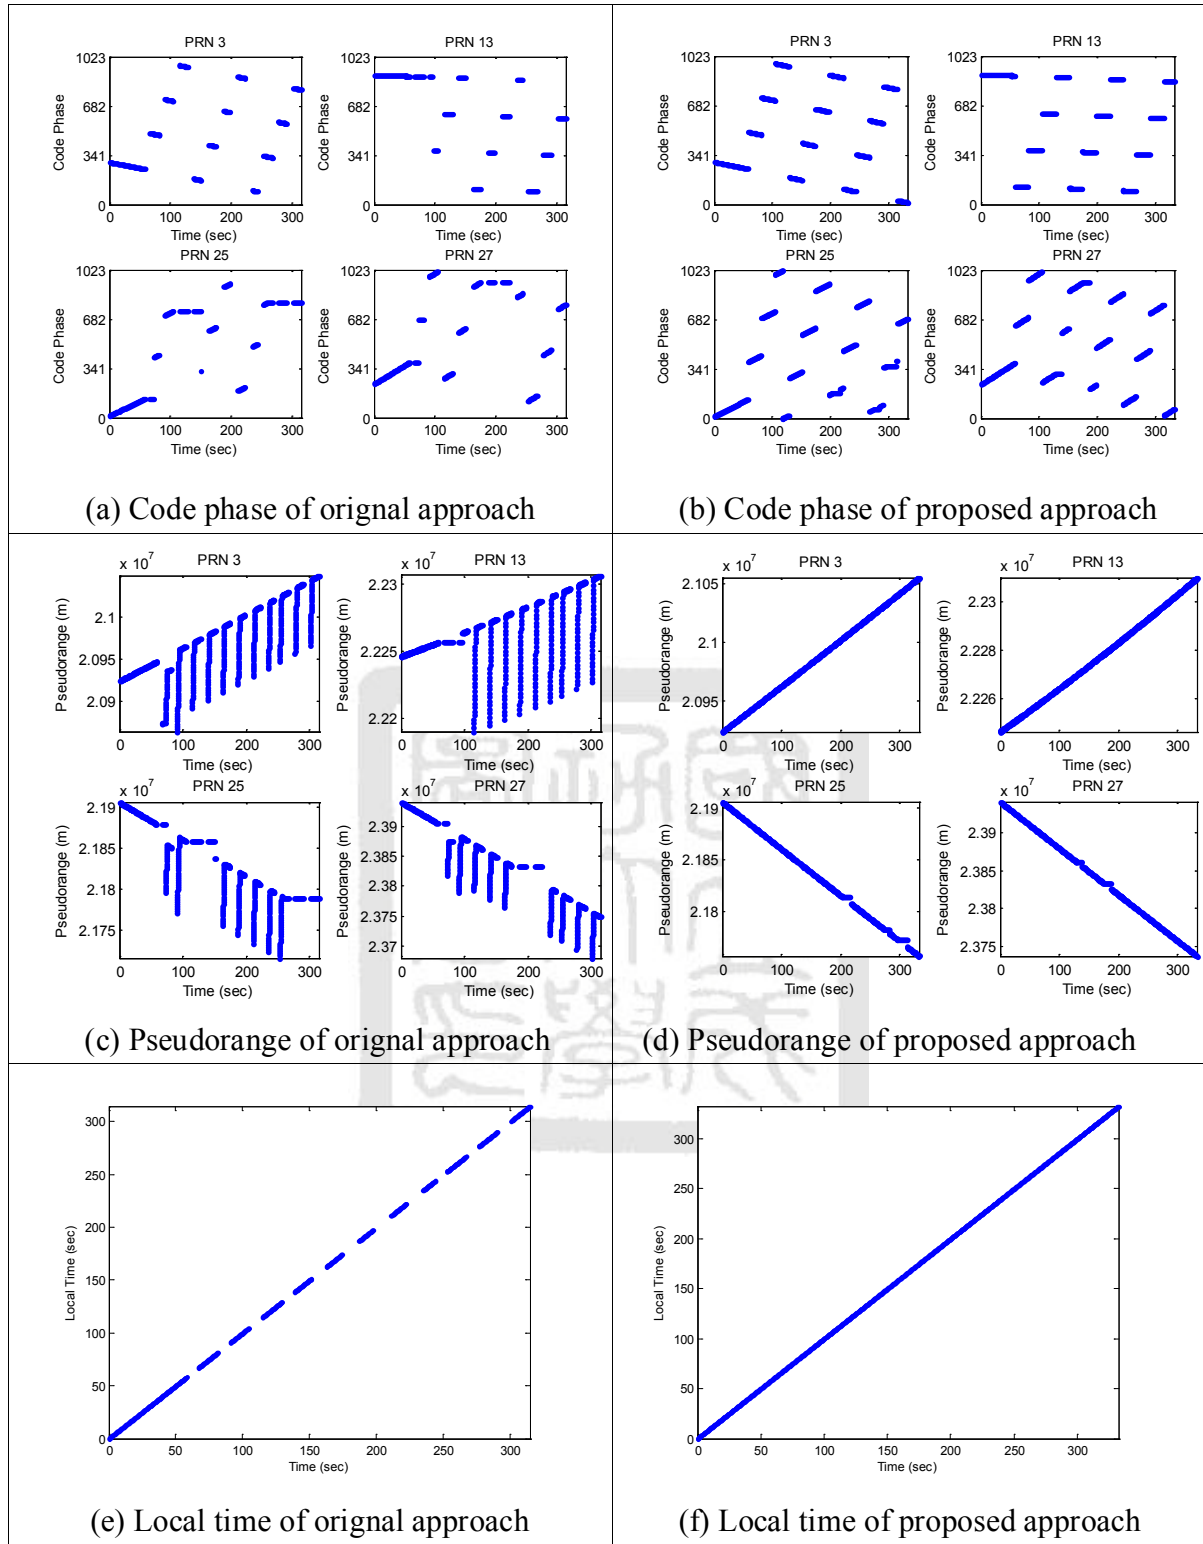 PRN 3
1023
682
341
0
Code Phase
0 100 200 300
Time (sec)
PRN 13
1023
682
341
0
Code Phase
0 100 200 300
Time (sec)
PRN 25
1023
682
341
0
Code Phase
0 100 200 300
Time (sec)
PRN 27
1023
682
341
0
Code Phase
0 100 200 300
Time (sec)
(a) Code phase of orignal approach
PRN 3
1023
682
341
0
Code Phase
0 100 200 300
Time (sec)
PRN 13
1023
682
341
0
Code Phase
0 100 200 300
Time (sec)
PRN 25
1023
682
341
0
Code Phase
0 100 200 300
Time (sec)
PRN 27
1023
682
341
0
Code Phase
0 100 200 300
Time (sec)
(b) Code phase of proposed approach
x 10^7
PRN 3
2.1
2.095
2.09
Pseudorange (m)
0 100 200 300
Time (sec)
x 10^7
PRN 13
2.23
2.225
2.22
Pseudorange (m)
0 100 200 300
Time (sec)
x 10^7
PRN 25
2.19
2.185
2.18
2.175
Pseudorange (m)
0 100 200 300
Time (sec)
x 10^7
PRN 27
2.39
2.385
2.38
2.375
2.37
Pseudorange (m)
0 100 200 300
Time (sec)
(c) Pseudorange of orignal approach
x 10^7
PRN 3
2.105
2.1
2.095
Pseudorange (m)
0 100 200 300
Time (sec)
x 10^7
PRN 13
2.23
2.228
2.226
Pseudorange (m)
0 100 200 300
Time (sec)
x 10^7
PRN 25
2.19
2.185
2.18
Pseudorange (m)
0 100 200 300
Time (sec)
x 10^7
PRN 27
2.39
2.385
2.38
2.375
Pseudorange (m)
0 100 200 300
Time (sec)
(d) Pseudorange of proposed approach
300
250
200
150
100
50
0
Local Time (sec)
0 50 100 150 200 250 300
Time (sec)
(e) Local time of orignal approach
300
250
200
150
100
50
0
Local Time (sec)
0 50 100 150 200 250 300
Time (sec)
(f) Local time of proposed approach